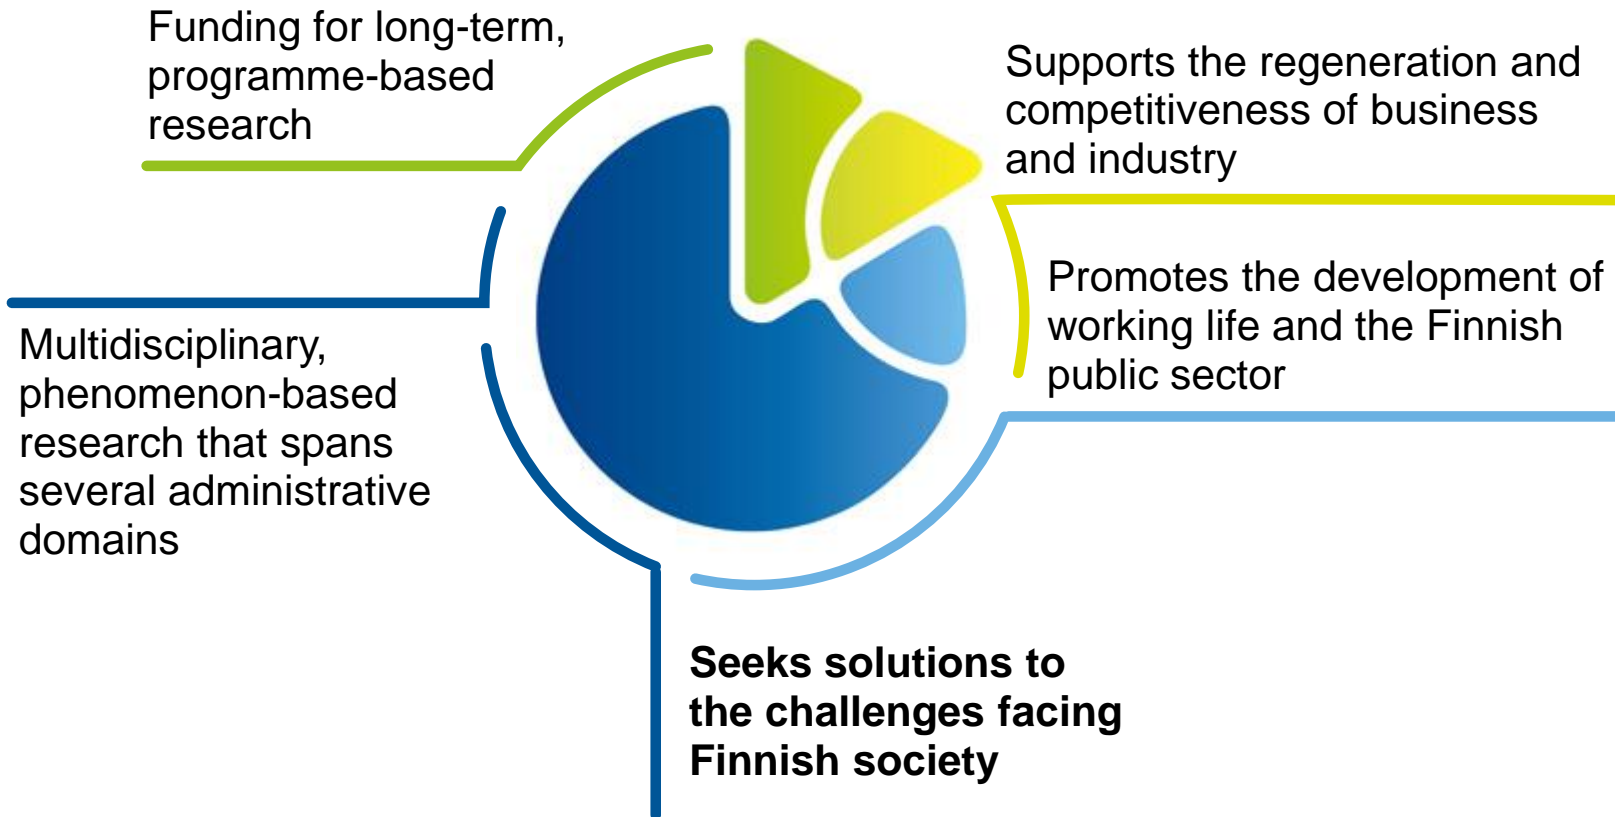 Funding for long-term,
programme-based
research
Supports the regeneration and
competitiveness of business
and industry
Promotes the development of
working life and the Finnish
public sector
Multidisciplinary,
phenomenon-based
research that spans
several administrative
domains
Seeks solutions to
the challenges facing
Finnish society